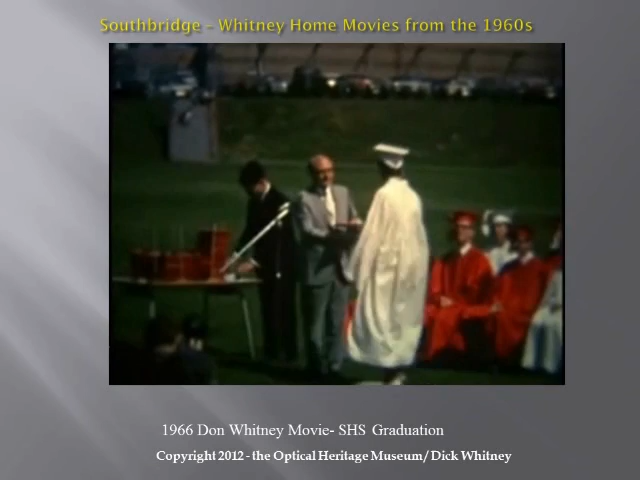 Southbridge - Whitney Home Movies from the 1960s
1966 Don Whitney Movie- SHS Graduation
Copyright 2012 - the Optical Heritage Museum/ Dick Whitney